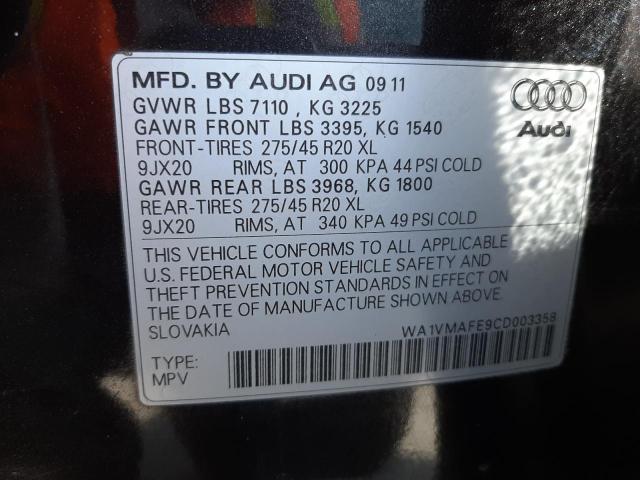 MFD. BY AUDI AG 09 11
GVWR LBS 7110 , KG 3225
GAWR FRONT LBS 3395, KG 1540
FRONT-TIRES 275/45 R20 XL
9JX20 RIMS, AT 300 KPA 44 PSI COLD
GAWR REAR LBS 3968, KG 1800
REAR-TIRES 275/45 R20 XL
9JX20 RIMS, AT 340 KPA 49 PSI COLD
Audi
THIS VEHICLE CONFORMS TO ALL APPLICABLE
U.S. FEDERAL MOTOR VEHICLE SAFETY AND
THEFT PREVENTION STANDARDS IN EFFECT ON
THE DATE OF MANUFACTURE SHOWN ABOVE.
SLOVAKIA
WA1VMAFE9CD003358
TYPE:
MPV